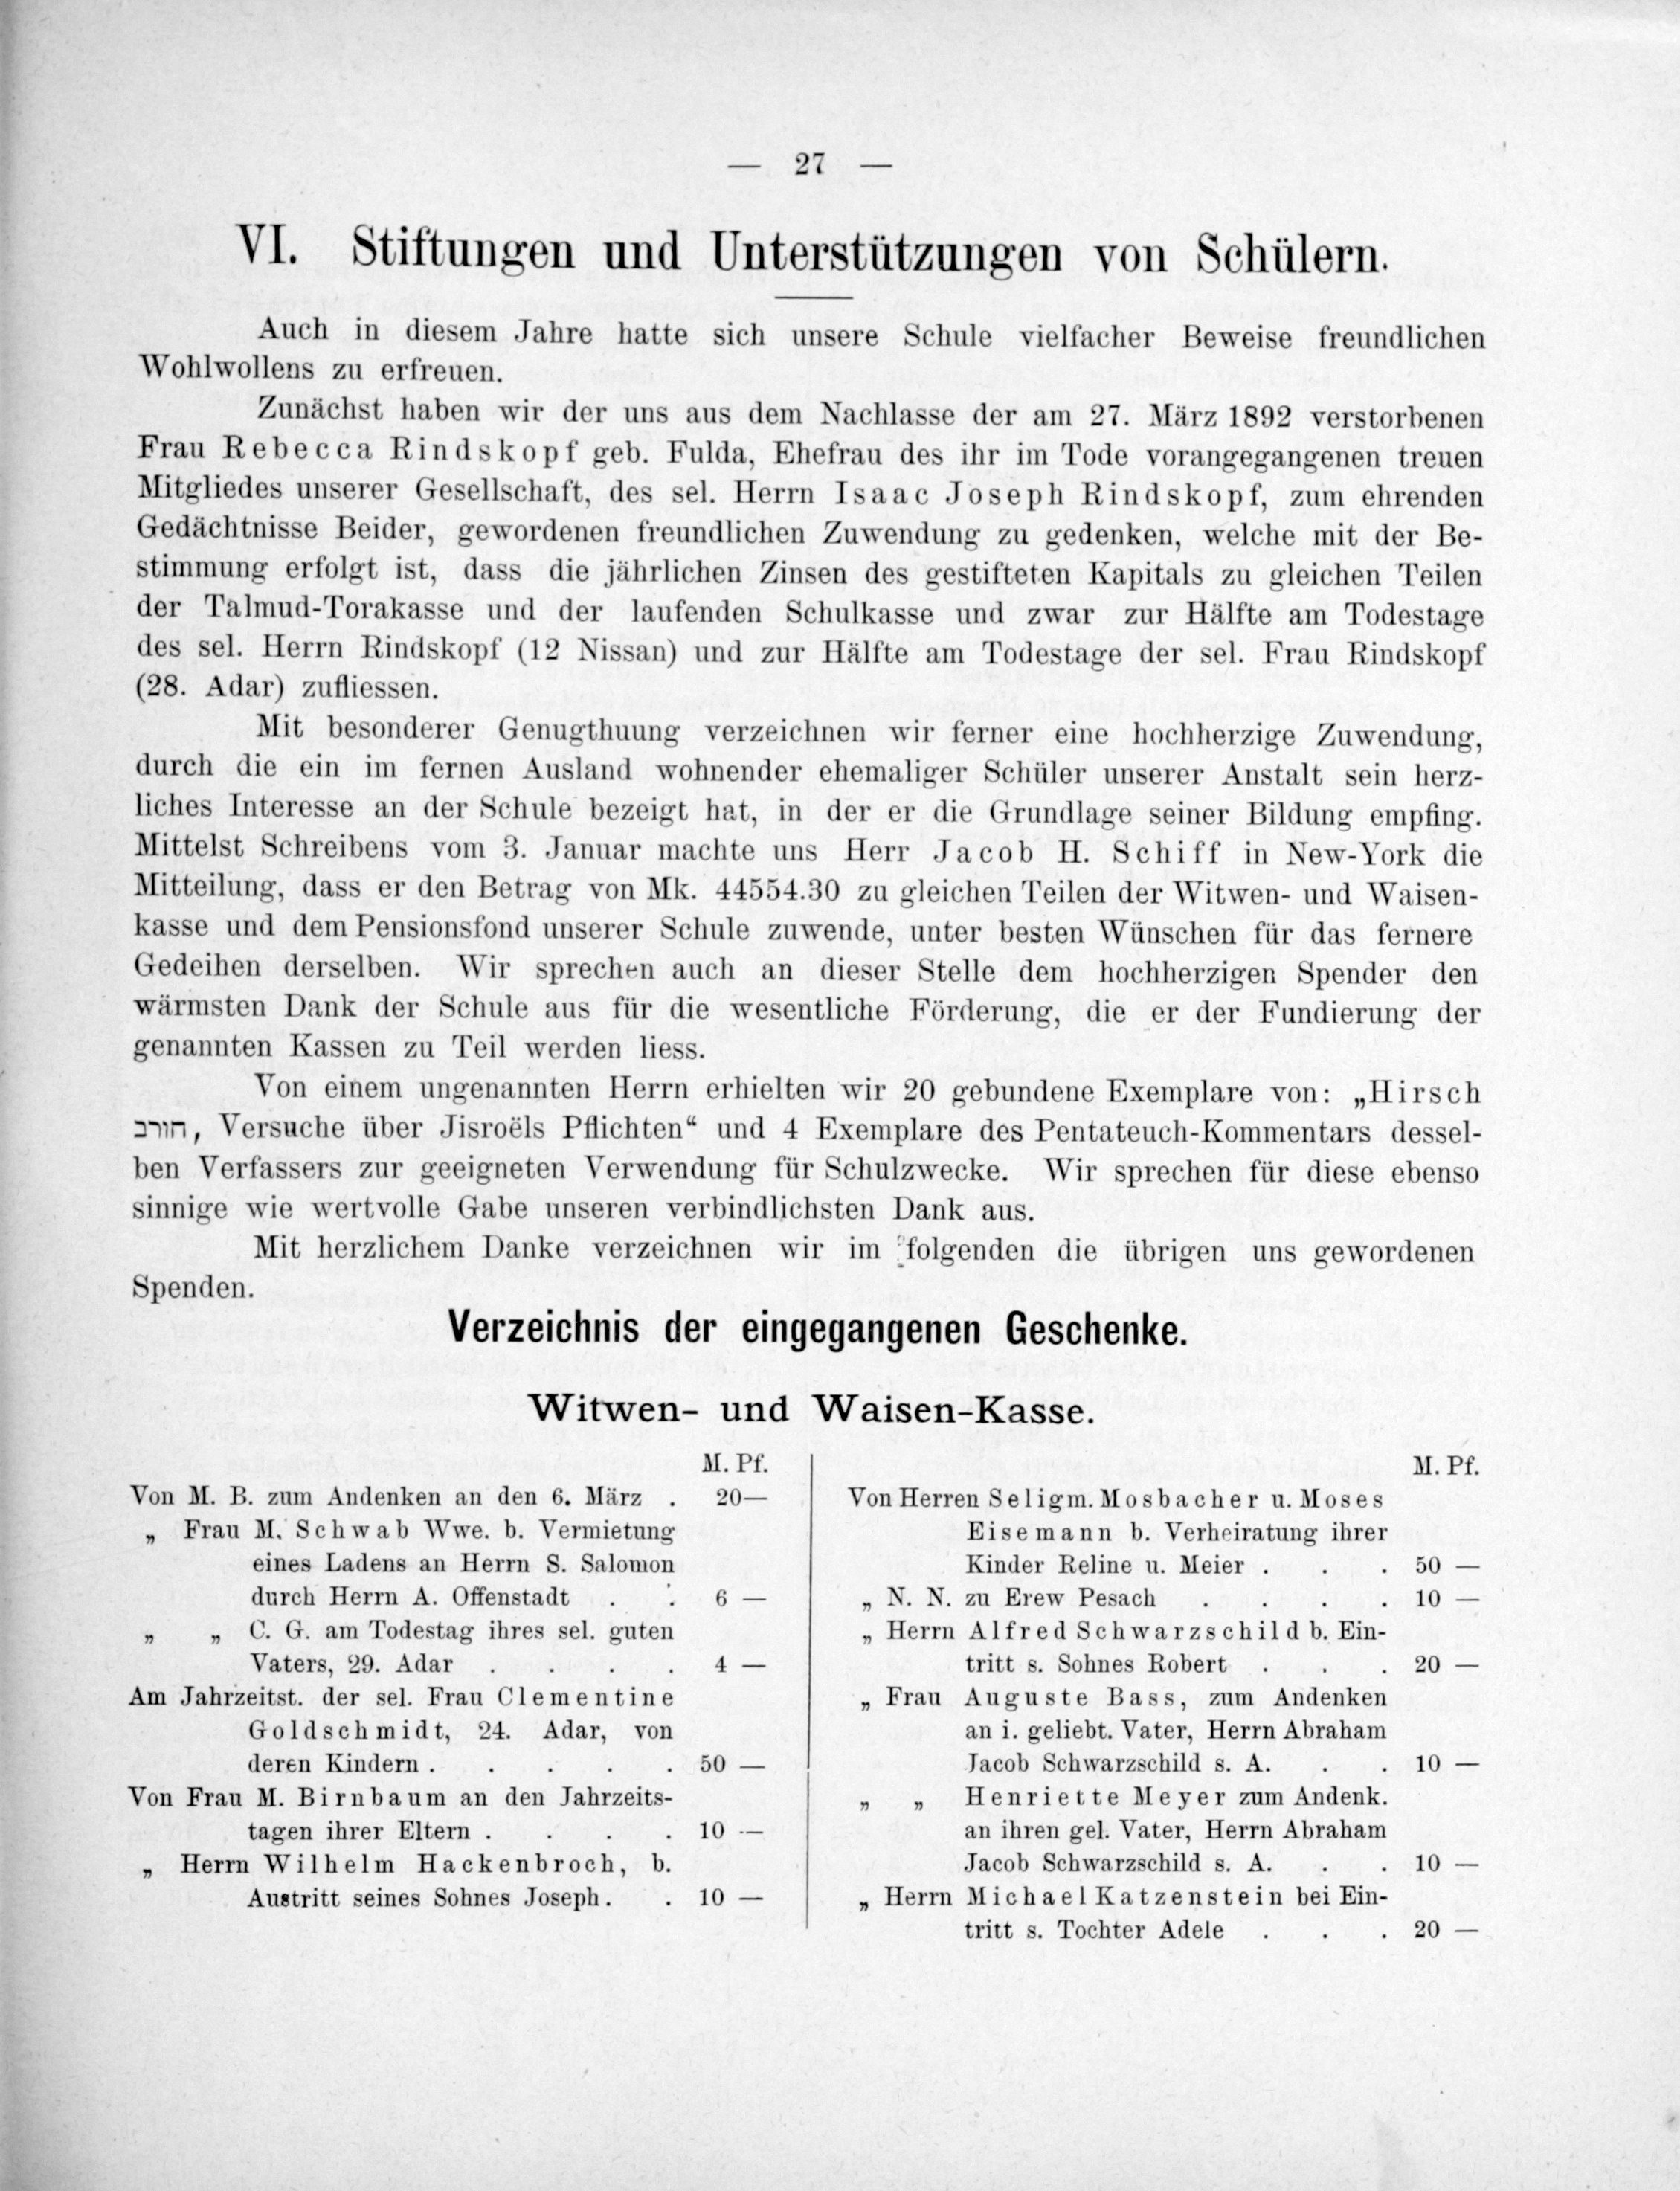 — 27 —
VI. Stiftungen und Unterstützungen von Schülern.
Auch in diesem Jahre hatte sich unsere Schule vielfacher Beweise freundlichen
Wohlwollens zu erfreuen.
Zunächst haben wir der uns aus dem Nachlasse der am 27. März 1892 verstorbenen
Frau Rebecca Rindskopf geb. Fulda, Ehefrau des ihr im Tode vorangegangenen treuen
Mitgliedes unserer Gesellschaft, des sel. Herrn Isaac Joseph Rindskopf, zum ehrenden
Gedächtnisse Beider, gewordenen freundlichen Zuwendung zu gedenken, welche mit der Be-
stimmung erfolgt ist, dass die jährlichen Zinsen des gestifteten Kapitals zu gleichen Teilen
der Talmud-Torakasse und der laufenden Schulkasse und zwar zur Hälfte am Todestage
des sel. Herrn Rindskopf (12 Nissan) und zur Hälfte am Todestage der sel. Frau Rindskopf
(28. Adar) zufliessen.
Mit besonderer Genugthuung verzeichnen wir ferner eine hochherzige Zuwendung,
durch die ein im fernen Ausland wohnender ehemaliger Schüler unserer Anstalt sein herz-
liches Interesse an der Schule bezeigt hat, in der er die Grundlage seiner Bildung empfing.
Mittelst Schreibens vom 3. Januar machte uns Herr Jacob H. Schiff in New-York die
Mitteilung, dass er den Betrag von Mk. 44554.30 zu gleichen Teilen der Witwen- und Waisen-
kasse und dem Pensionsfond unserer Schule zuwende, unter besten Wünschen für das fernere
Gedeihen derselben. Wir sprechen auch an dieser Stelle dem hochherzigen Spender den
wärmsten Dank der Schule aus für die wesentliche Förderung, die er der Fundierung der
genannten Kassen zu Teil werden liess.
Von einem ungenannten Herrn erhielten wir 20 gebundene Exemplare von: „Hirsch
חורב, Versuche über Jisroëls Pflichten“ und 4 Exemplare des Pentateuch-Kommentars dessel-
ben Verfassers zur geeigneten Verwendung für Schulzwecke. Wir sprechen für diese ebenso
sinnige wie wertvolle Gabe unseren verbindlichsten Dank aus.
Mit herzlichem Danke verzeichnen wir im folgenden die übrigen uns gewordenen
Spenden.
Verzeichnis der eingegangenen Geschenke.
Witwen- und Waisen-Kasse.
M. Pf.
Von M. B. zum Andenken an den 6. März . 20—
„ Frau M. Schwab Wwe. b. Vermietung
eines Ladens an Herrn S. Salomon
durch Herrn A. Offenstadt . . 6 —
„ „ C. G. am Todestag ihres sel. guten
Vaters, 29. Adar . . . . 4 —
Am Jahrzeitst. der sel. Frau Clementine
Goldschmidt, 24. Adar, von
deren Kindern . . . . . 50 —
Von Frau M. Birnbaum an den Jahrzeits-
tagen ihrer Eltern . . . . 10 —
„ Herrn Wilhelm Hackenbroch, b.
Austritt seines Sohnes Joseph . . 10 —
M. Pf.
Von Herren Seligm. Mosbacher u. Moses
Eisemann b. Verheiratung ihrer
Kinder Reline u. Meier . . . 50 —
„ N. N. zu Erew Pesach . . . . 10 —
„ Herrn Alfred Schwarzschild b. Ein-
tritt s. Sohnes Robert . . . 20 —
„ Frau Auguste Bass, zum Andenken
an i. geliebt. Vater, Herrn Abraham
Jacob Schwarzschild s. A. . . 10 —
„ „ Henriette Meyer zum Andenk.
an ihren gel. Vater, Herrn Abraham
Jacob Schwarzschild s. A. . . 10 —
„ Herrn Michael Katzenstein bei Ein-
tritt s. Tochter Adele . . . 20 —